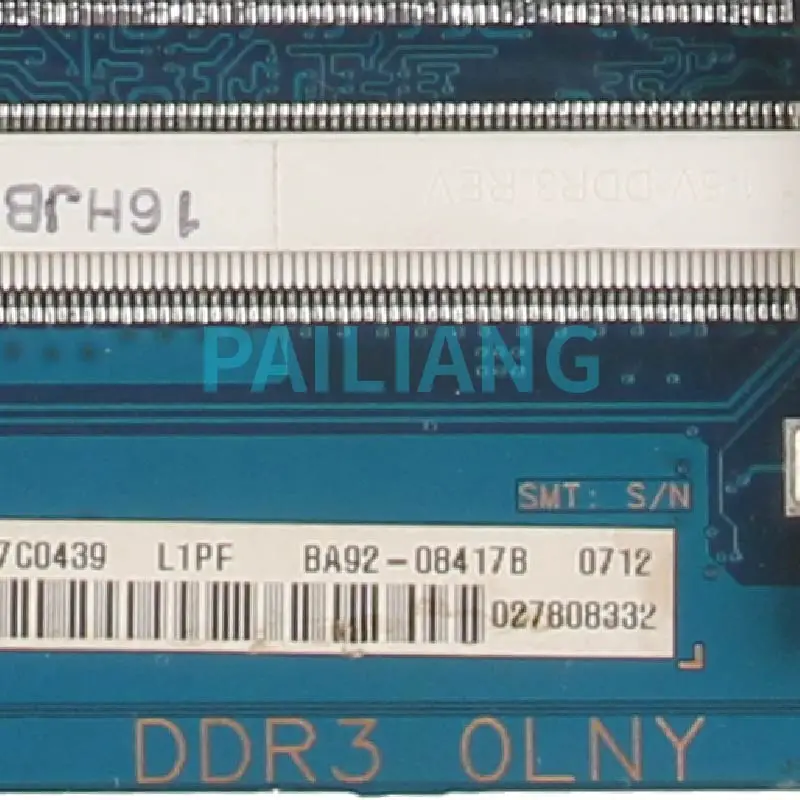 1.5V DDR3 REV
16HJB
PAILIANG
SMT: S/N
7C0439 L1PF BA92-08417B 0712
027808332
DDR3 OLNY